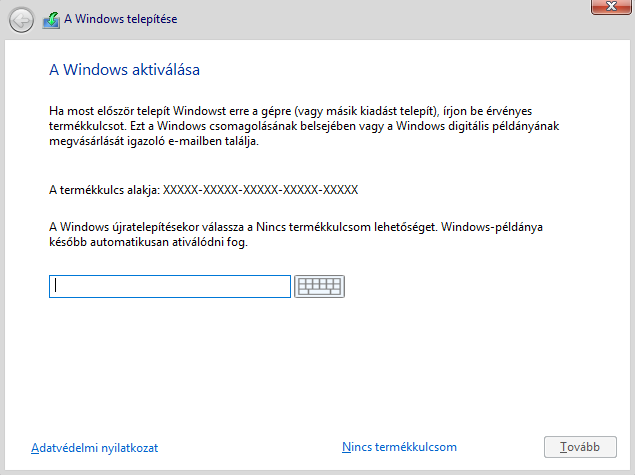 A Windows telepítése
A Windows aktiválása
Ha most először telepít Windowst erre a gépre (vagy másik kiadást telepít), írjon be érvényes
termékkulcsot. Ezt a Windows csomagolásának belsejében vagy a Windows digitális példányának
megvásárlását igazoló e-mailben találja.
A termékkulcs alakja: XXXXX-XXXXX-XXXXX-XXXXX-XXXXX
A Windows újratelepítésekor válassza a Nincs termékkulcsom lehetőséget. Windows-példánya
később automatikusan ativálódni fog.
Adatvédelmi nyilatkozat
Nincs termékkulcsom
Tovább